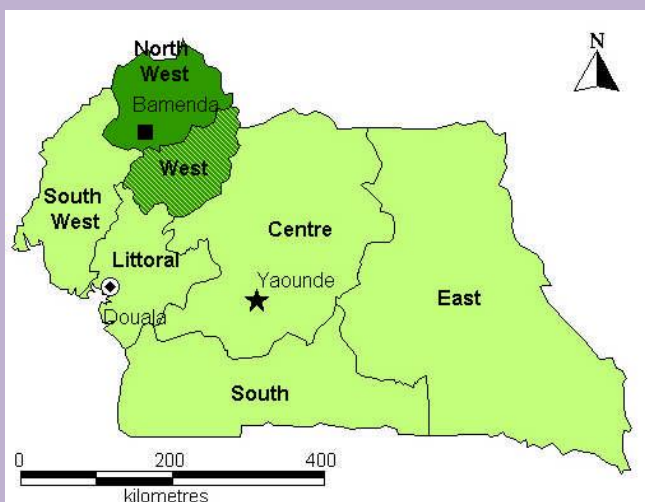 North
West
N
Bamenda
West
South
West
Centre
Littoral
Yaounde
East
Douala
South
0 200 400
kilometres